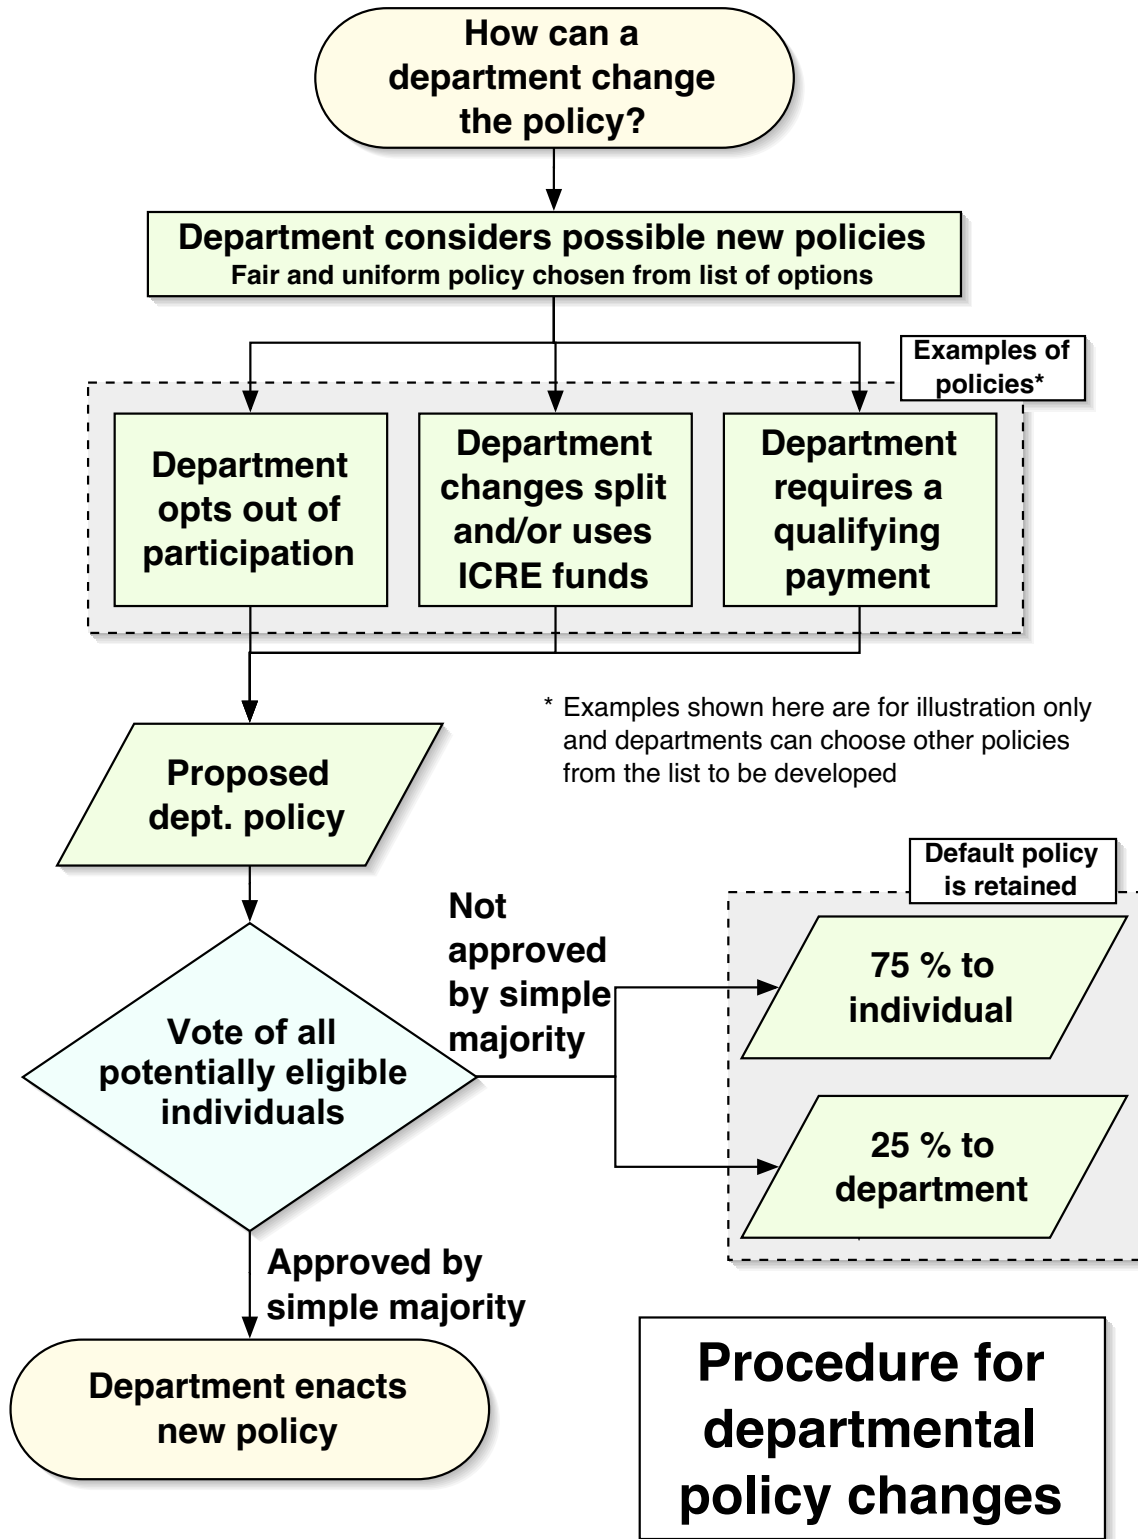 How can a
department change
the policy?
Department considers possible new policies
Fair and uniform policy chosen from list of options
Examples of
policies*
Department
opts out of
participation
Department
changes split
and/or uses
ICRE funds
Department
requires a
qualifying
payment
* Examples shown here are for illustration only
and departments can choose other policies
from the list to be developed
Proposed
dept. policy
Default policy
is retained
Not
approved
by simple
majority
75 % to
individual
Vote of all
potentially eligible
individuals
25 % to
department
Approved by
simple majority
Department enacts
new policy
Procedure for
departmental
policy changes